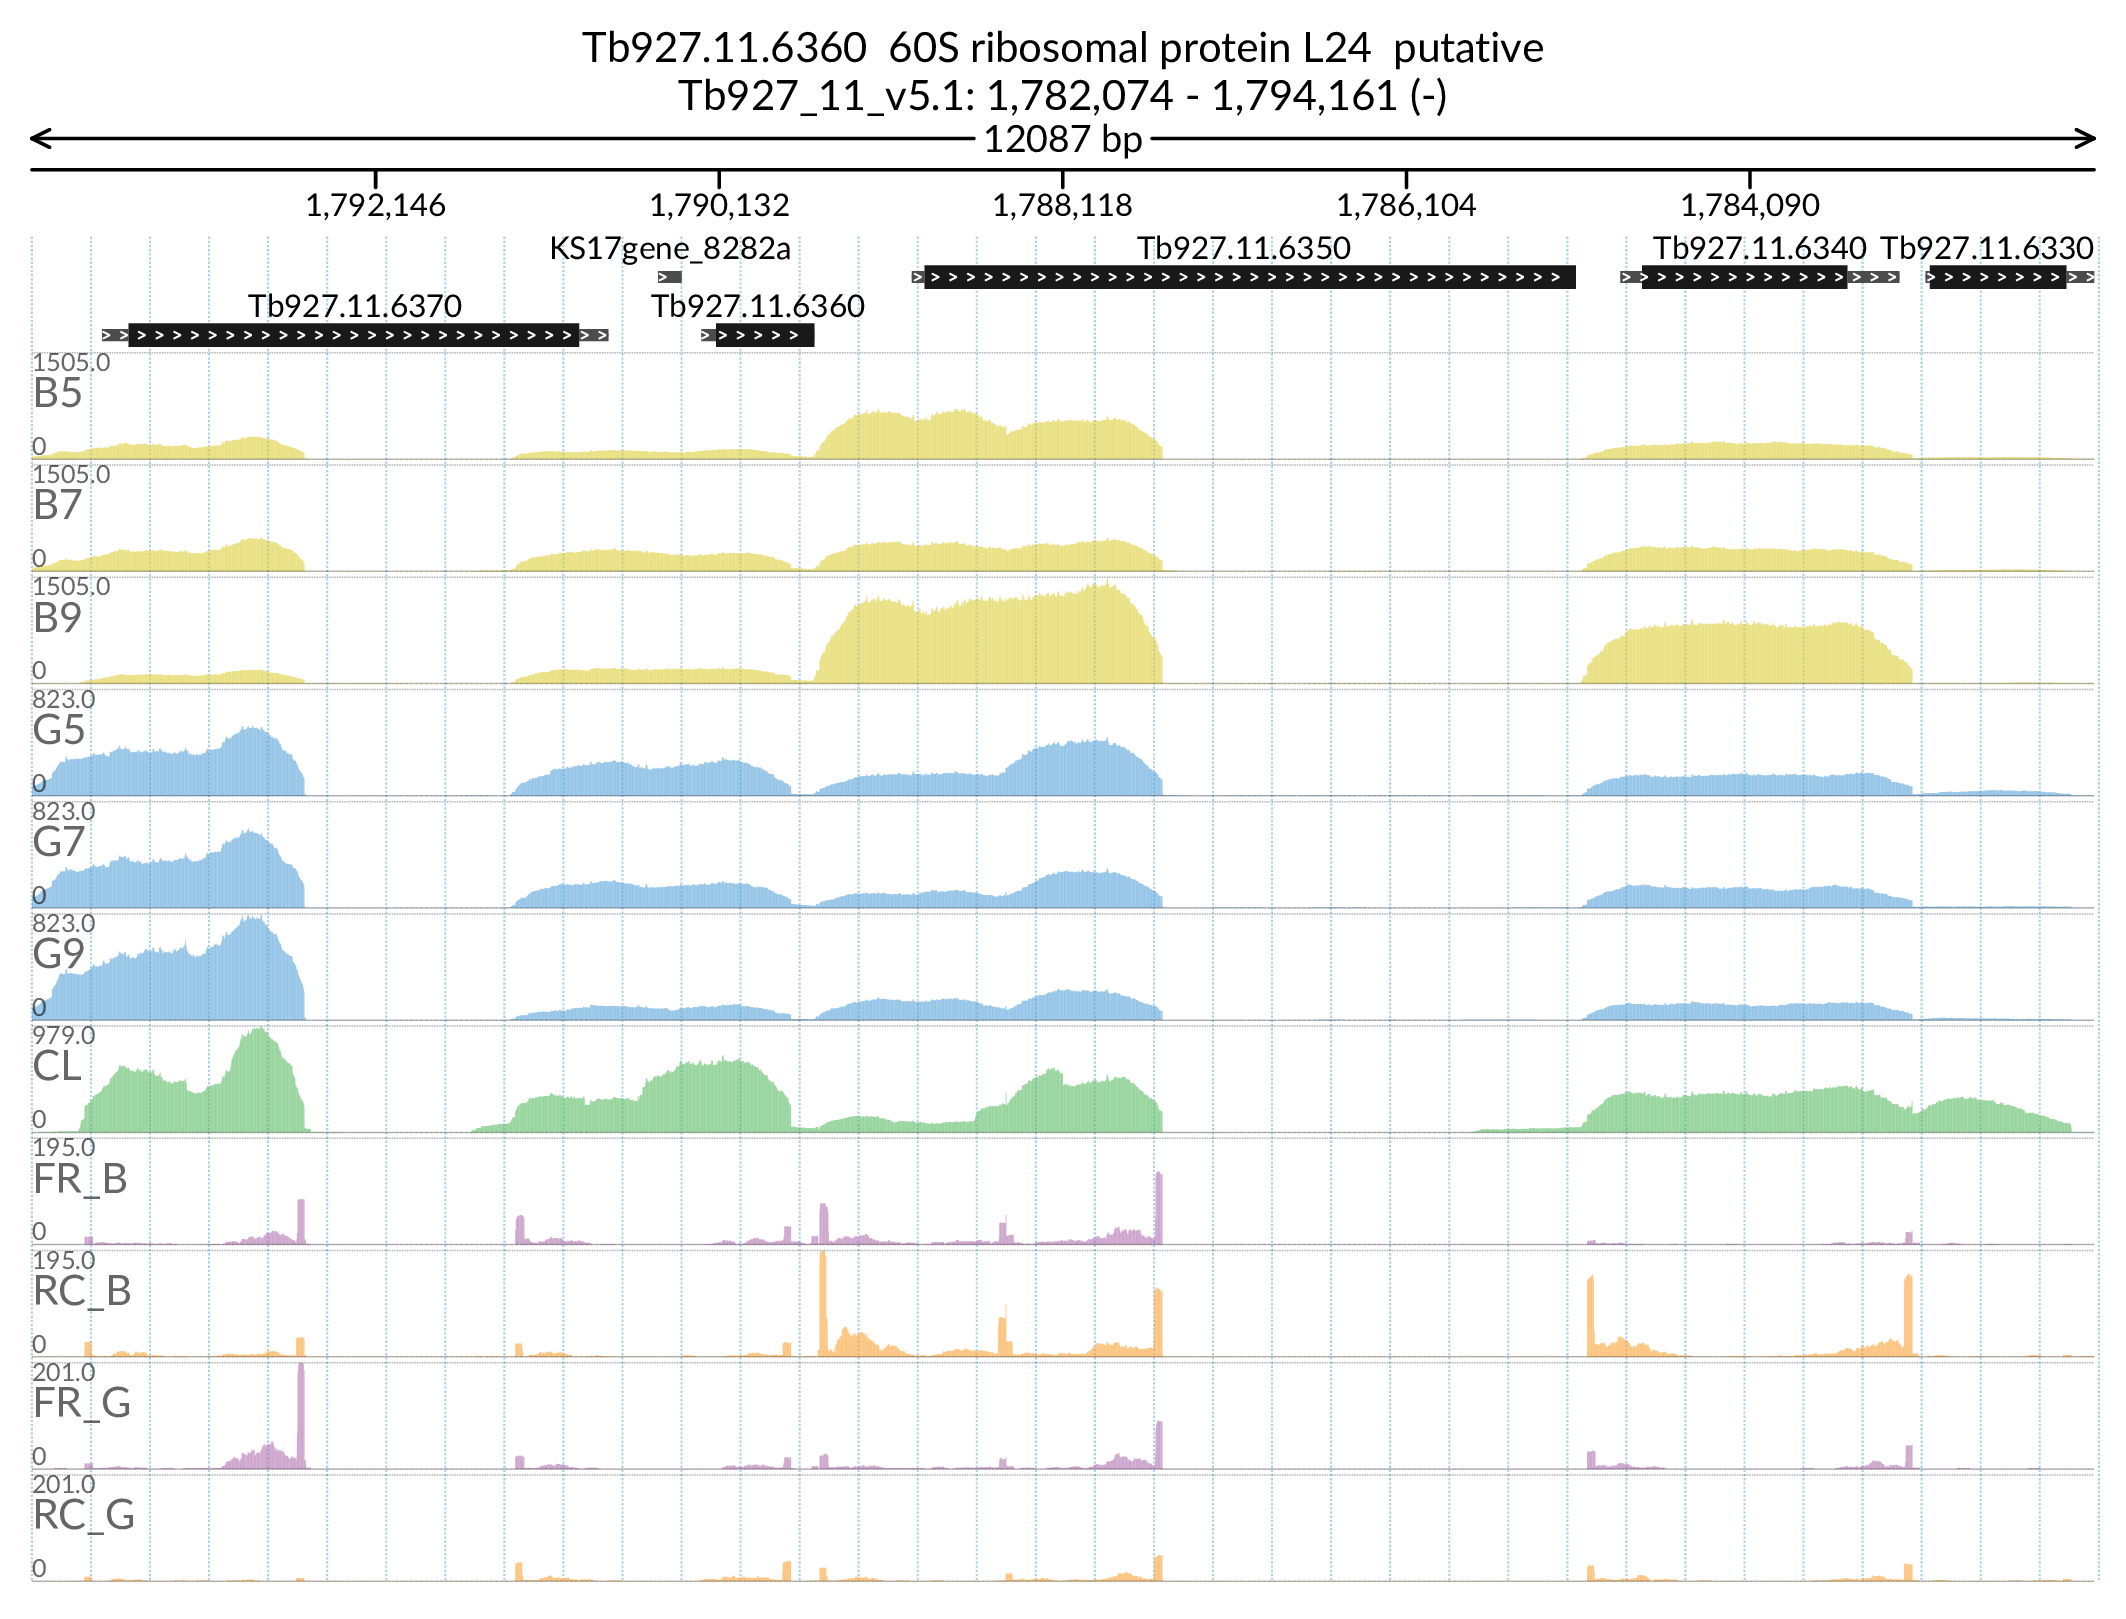 Tb927.11.6360  60S ribosomal protein L24  putative
Tb927_11_v5.1: 1,782,074 - 1,794,161 (-)
12087 bp
1,792,146 1,790,132 1,788,118 1,786,104 1,784,090
KS17gene_8282a Tb927.11.6350 Tb927.11.6340 Tb927.11.6330
Tb927.11.6370 Tb927.11.6360
1505.0
B5
0
1505.0
B7
0
1505.0
B9
0
823.0
G5
0
823.0
G7
0
823.0
G9
0
979.0
CL
0
195.0
FR_B
0
195.0
RC_B
0
201.0
FR_G
0
201.0
RC_G
0